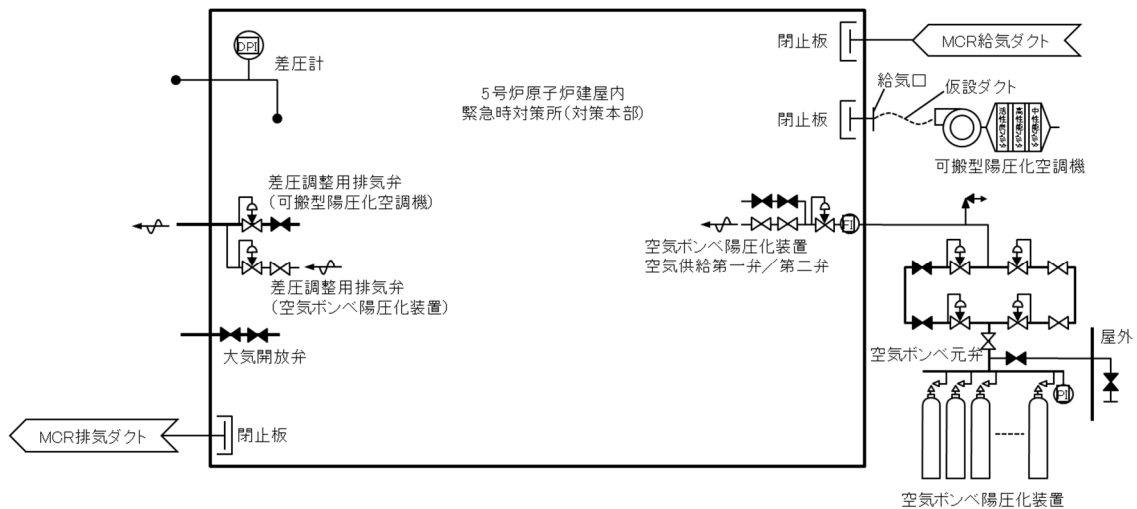 DPI
差圧計
5号炉原子炉建屋内
緊急時対策所(対策本部)
閉止板
MCR給気ダクト
給気口
仮設ダクト
閉止板
可搬型陽圧化空調機
差圧調整用排気弁
(可搬型陽圧化空調機)
差圧調整用排気弁
(空気ボンベ陽圧化装置)
FI
空気ボンベ陽圧化装置
空気供給第一弁/第二弁
大気開放弁
空気ボンベ元弁
屋外
PI
MCR排気ダクト
閉止板
空気ボンベ陽圧化装置